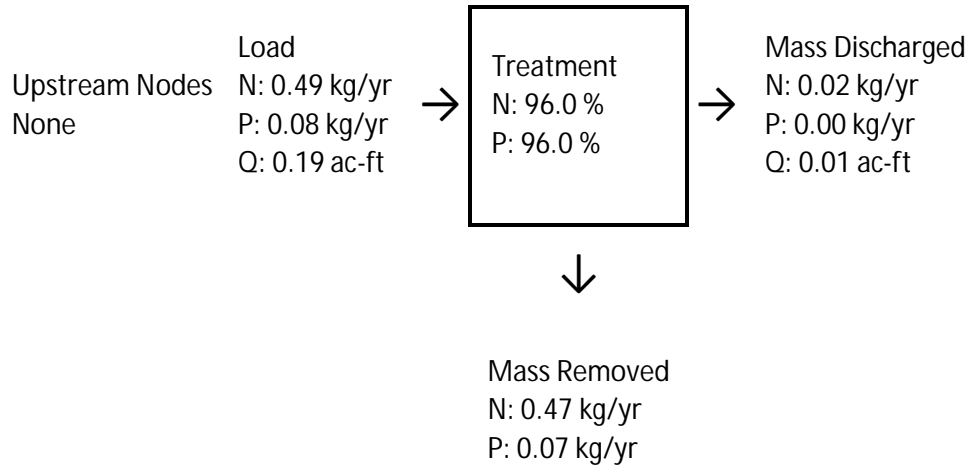 Upstream Nodes
None
Load
N: 0.49 kg/yr
P: 0.08 kg/yr
Q: 0.19 ac-ft
Treatment
N: 96.0 %
P: 96.0 %
Mass Discharged
N: 0.02 kg/yr
P: 0.00 kg/yr
Q: 0.01 ac-ft
Mass Removed
N: 0.47 kg/yr
P: 0.07 kg/yr